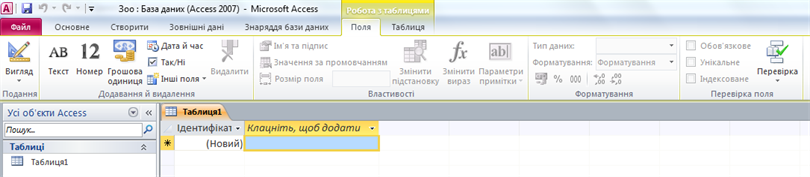 Зоо : База даних (Access 2007) - Microsoft Access
Робота з таблицями
Файл Основне Створити Зовнішні дані Знаряддя бази даних Поля Таблиця
Вигляд
Подання
AB Текст
12 Номер
Грошова одиниця
Дата й час
Так/Ні
Інші поля
Видалити
Додавання й видалення
Ім'я та підпис
Значення за промовчанням
Розмір поля
Змінити підстановку
fx Змінити вираз
ab Параметри примітки
Властивості
Тип даних:
Форматування: Форматування
% 000
Форматування
Обов'язкове
Унікальне
Індексоване
Перевірка
Перевірка поля
Усі об'єкти Access
Пошук...
Таблиці
Таблиця1
Таблиця1
Ідентифікат Клацніть, щоб додати
(Новий)